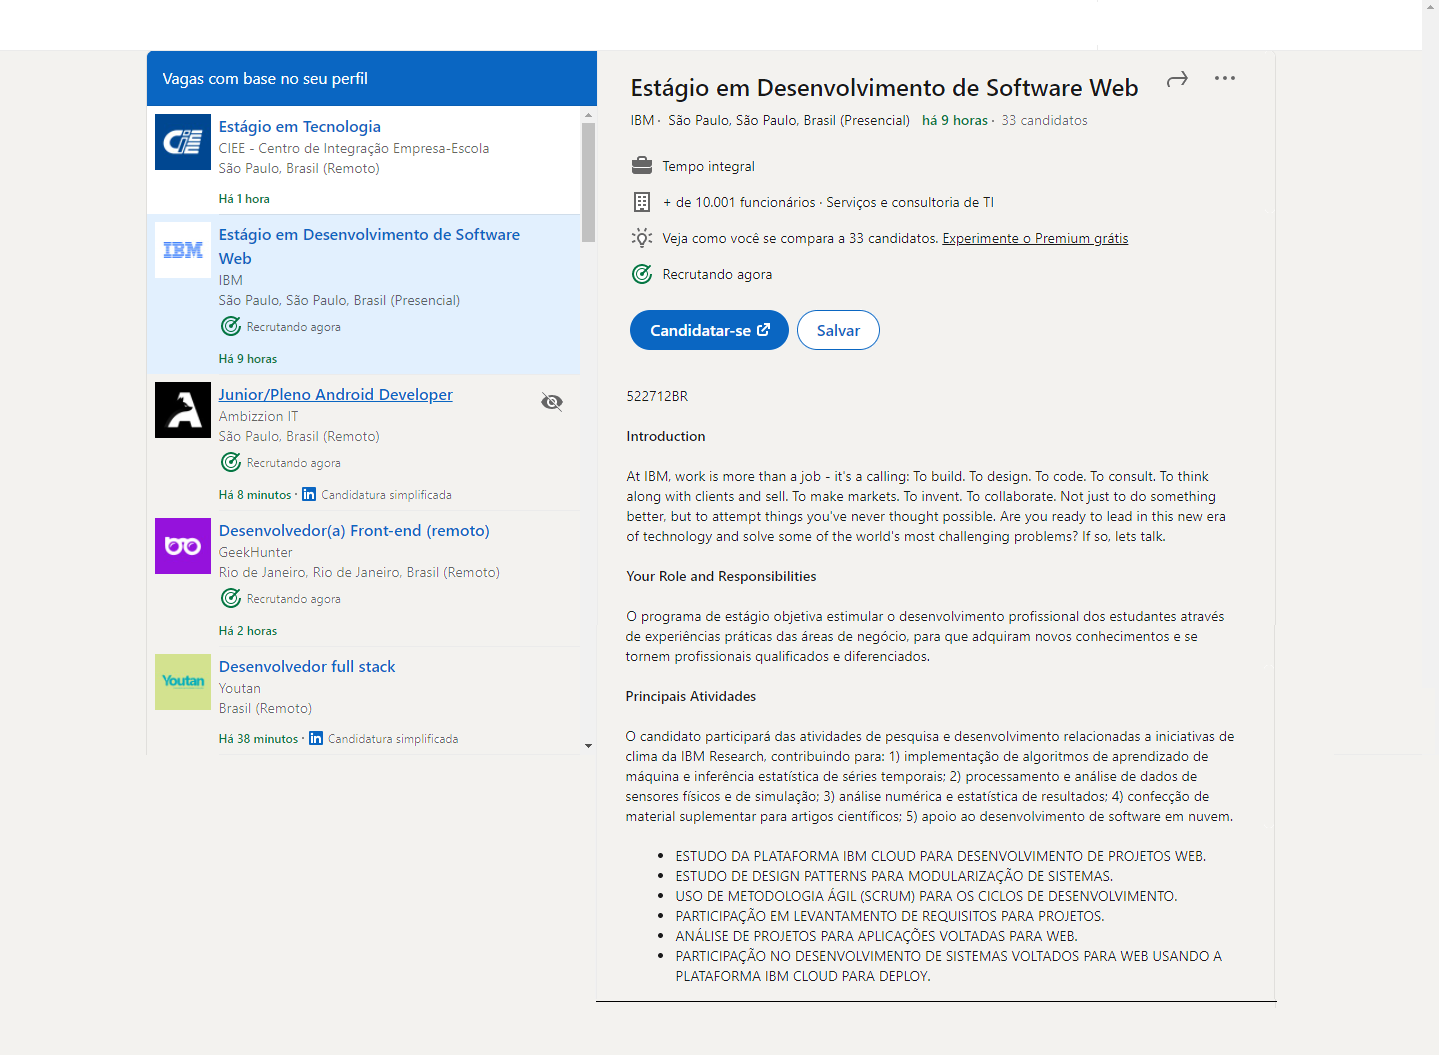 Vagas com base no seu perfil
CIEE
Estágio em Tecnologia
CIEE - Centro de Integração Empresa-Escola
São Paulo, Brasil (Remoto)
Há 1 hora
IBM
Estágio em Desenvolvimento de Software
Web
IBM
São Paulo, São Paulo, Brasil (Presencial)
Recrutando agora
Há 9 horas
Junior/Pleno Android Developer
Ambizzion IT
São Paulo, Brasil (Remoto)
Recrutando agora
Há 8 minutos · in Candidatura simplificada
Desenvolvedor(a) Front-end (remoto)
GeekHunter
Rio de Janeiro, Rio de Janeiro, Brasil (Remoto)
Recrutando agora
Há 2 horas
Youtan
Desenvolvedor full stack
Youtan
Brasil (Remoto)
Há 38 minutos · in Candidatura simplificada
Estágio em Desenvolvimento de Software Web
IBM · São Paulo, São Paulo, Brasil (Presencial) há 9 horas · 33 candidatos
Tempo integral
+ de 10.001 funcionários · Serviços e consultoria de TI
Veja como você se compara a 33 candidatos. Experimente o Premium grátis
Recrutando agora
Candidatar-se
Salvar
522712BR
Introduction
At IBM, work is more than a job - it's a calling: To build. To design. To code. To consult. To think
along with clients and sell. To make markets. To invent. To collaborate. Not just to do something
better, but to attempt things you've never thought possible. Are you ready to lead in this new era
of technology and solve some of the world's most challenging problems? If so, lets talk.
Your Role and Responsibilities
O programa de estágio objetiva estimular o desenvolvimento profissional dos estudantes através
de experiências práticas das áreas de negócio, para que adquiram novos conhecimentos e se
tornem profissionais qualificados e diferenciados.
Principais Atividades
O candidato participará das atividades de pesquisa e desenvolvimento relacionadas a iniciativas de
clima da IBM Research, contribuindo para: 1) implementação de algoritmos de aprendizado de
máquina e inferência estatística de séries temporais; 2) processamento e análise de dados de
sensores físicos e de simulação; 3) análise numérica e estatística de resultados; 4) confecção de
material suplementar para artigos científicos; 5) apoio ao desenvolvimento de software em nuvem.
• ESTUDO DA PLATAFORMA IBM CLOUD PARA DESENVOLVIMENTO DE PROJETOS WEB.
• ESTUDO DE DESIGN PATTERNS PARA MODULARIZAÇÃO DE SISTEMAS.
• USO DE METODOLOGIA ÁGIL (SCRUM) PARA OS CICLOS DE DESENVOLVIMENTO.
• PARTICIPAÇÃO EM LEVANTAMENTO DE REQUISITOS PARA PROJETOS.
• ANÁLISE DE PROJETOS PARA APLICAÇÕES VOLTADAS PARA WEB.
• PARTICIPAÇÃO NO DESENVOLVIMENTO DE SISTEMAS VOLTADOS PARA WEB USANDO A
PLATAFORMA IBM CLOUD PARA DEPLOY.